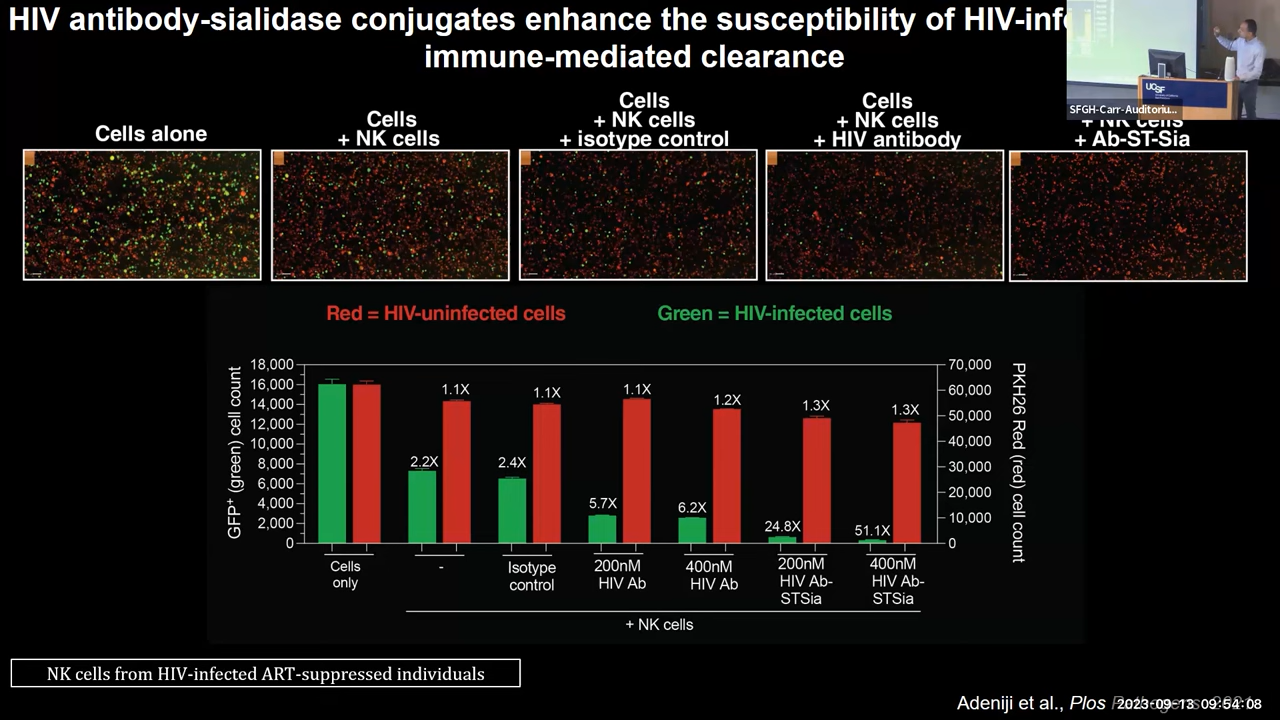 HIV antibody-sialidase conjugates enhance the susceptibility of
immune-mediated clearance
UCSF
SFGH-Carr-Auditoriu...
Cells alone
Cells
+ NK cells
Cells
+ NK cells
+ isotype control
Cells
+ NK cells
+ HIV antibody
+ NK cells
+ Ab-ST-Sia
Red = HIV-uninfected cells
Green = HIV-infected cells
GFP⁺ (green) cell count
18,000
16,000
14,000
12,000
10,000
8,000
6,000
4,000
2,000
0
2.2X
1.1X
2.4X
1.1X
5.7X
1.1X
6.2X
1.2X
24.8X
1.3X
51.1X
1.3X
70,000
60,000
50,000
40,000
30,000
20,000
10,000
0
PKH26 Red (red) cell count
Cells
only
-
Isotype
control
200nM
HIV Ab
400nM
HIV Ab
200nM
HIV Ab-
STSia
400nM
HIV Ab-
STSia
+ NK cells
NK cells from HIV-infected ART-suppressed individuals
Adeniji et al., Plos
2023-09-13 09:54:08